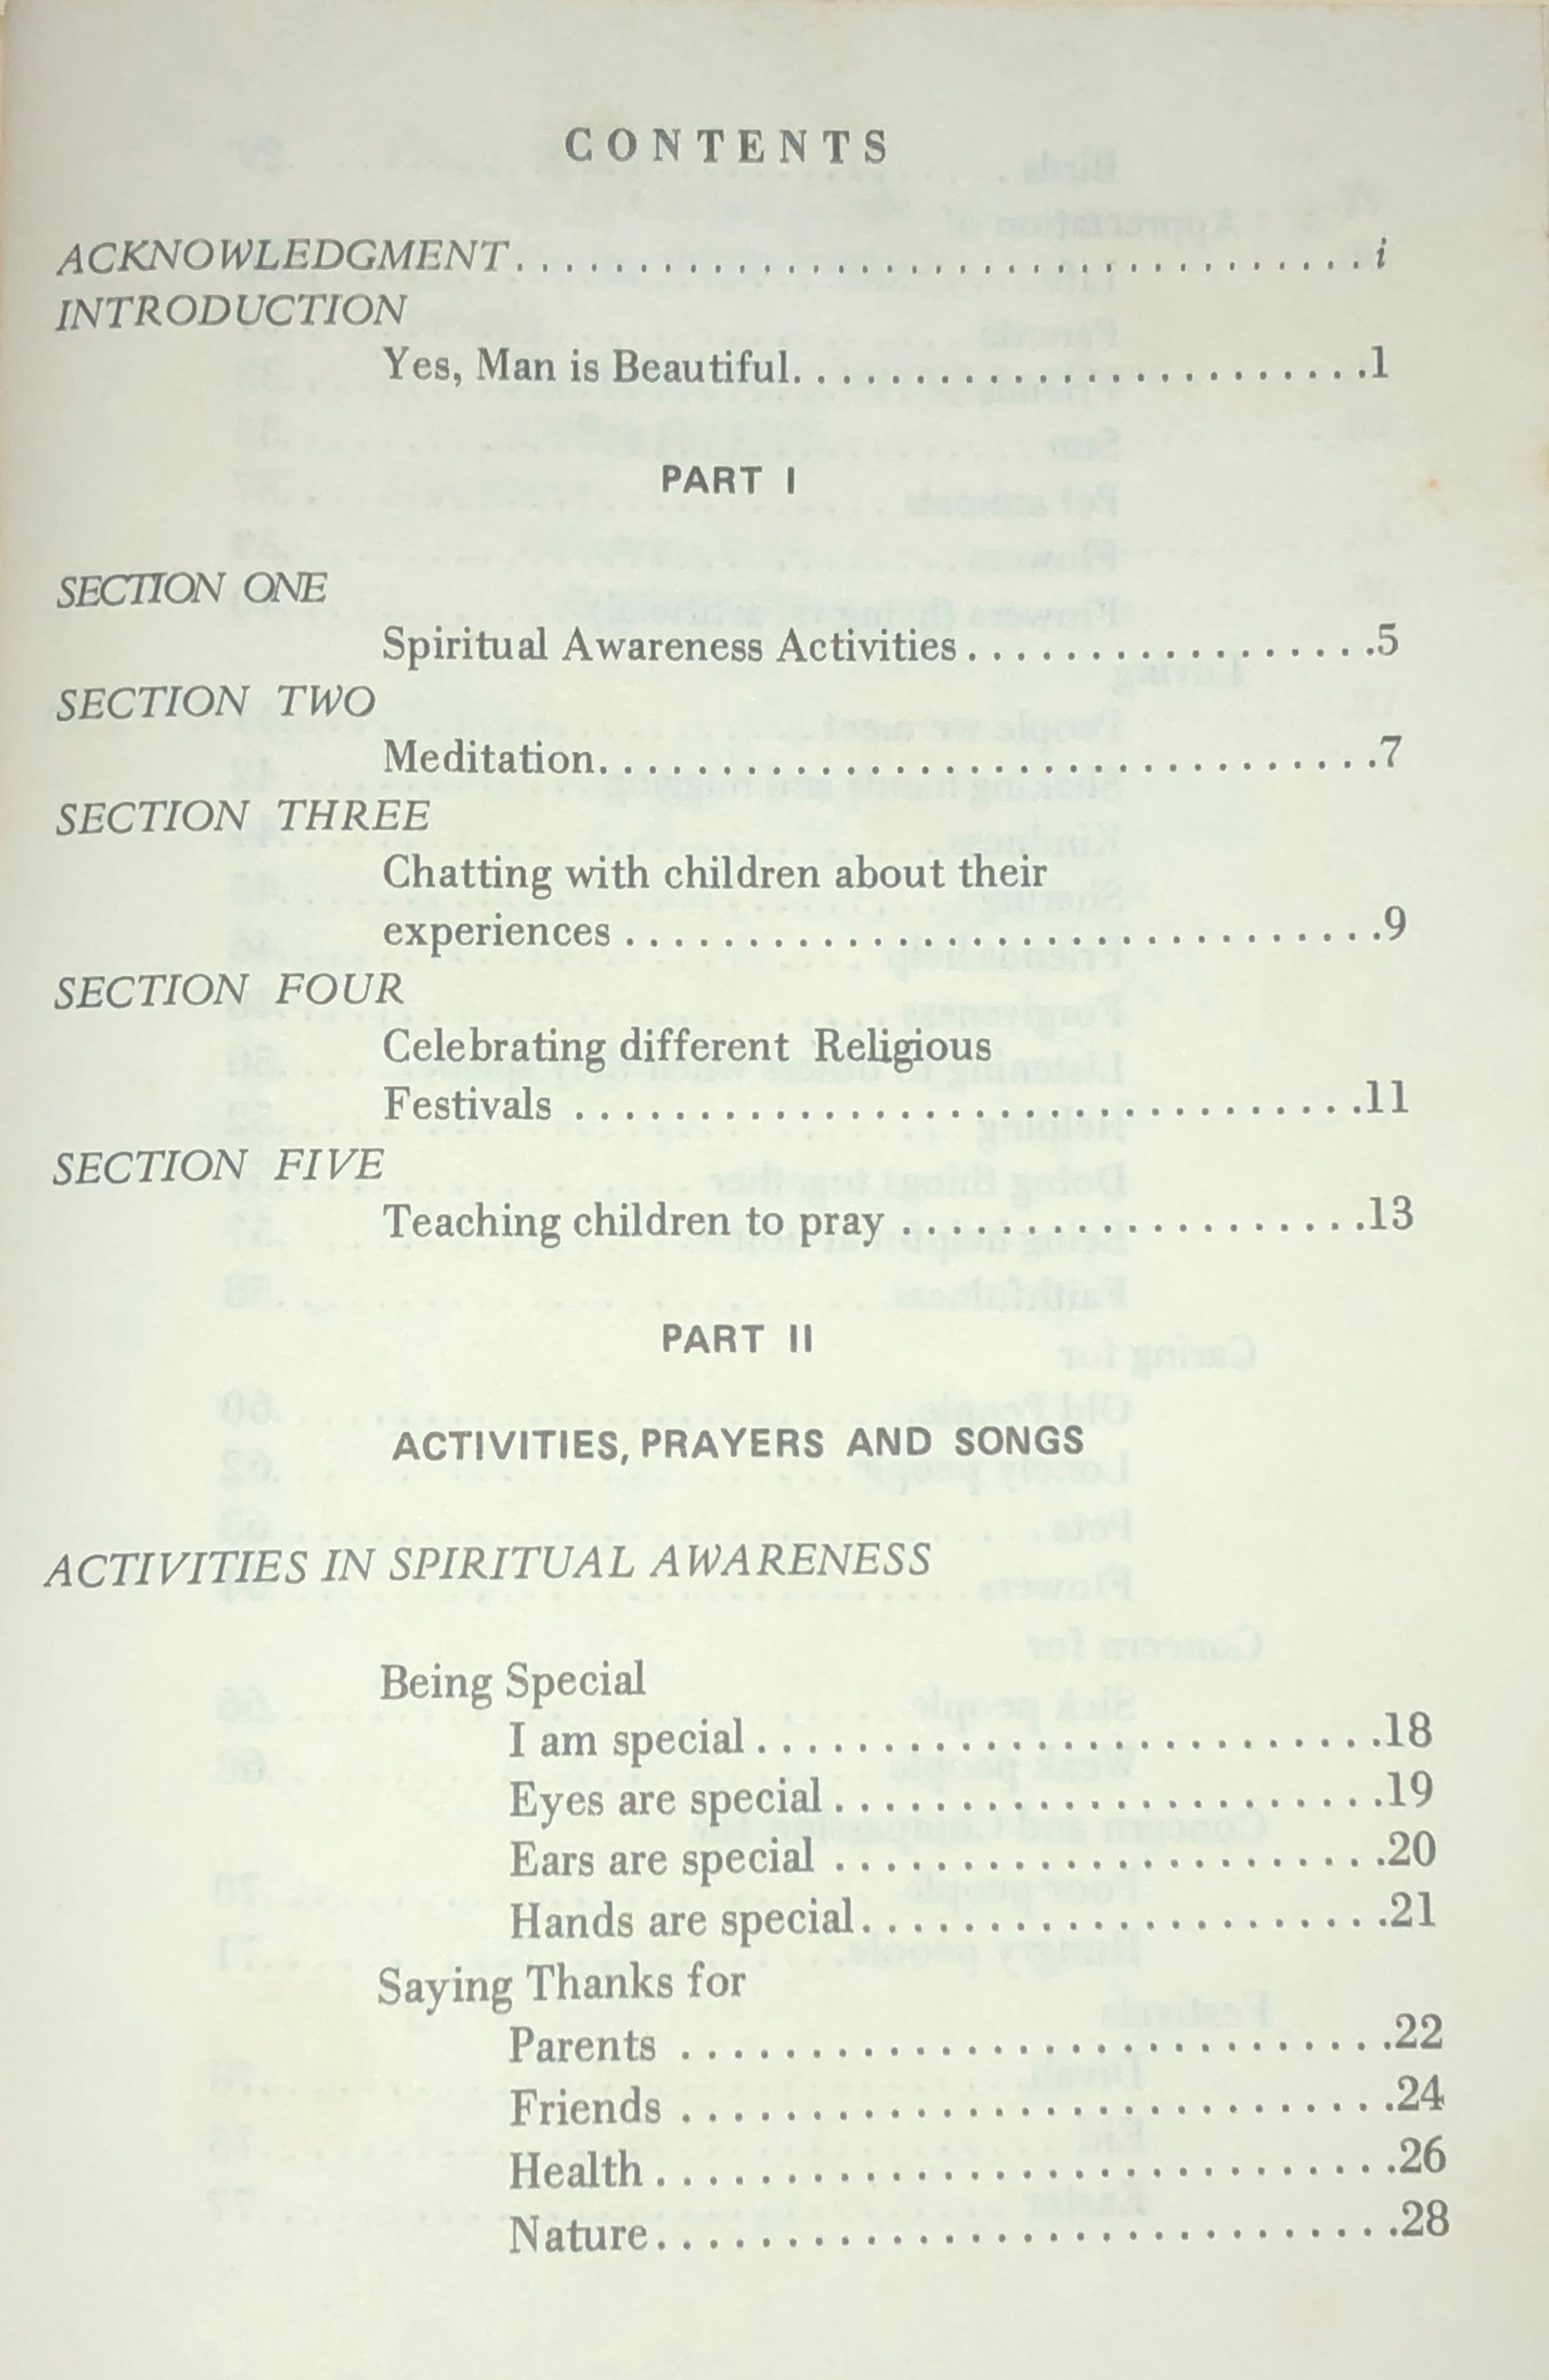 CONTENTS
ACKNOWLEDGMENT. . . . . . . . . . . . . . . . . . . . . . . . . . . . . . . . . . . i
INTRODUCTION
Yes, Man is Beautiful. . . . . . . . . . . . . . . . . . . . . . . . .1
PART I
SECTION ONE
Spiritual Awareness Activities . . . . . . . . . . . . . . . . . .5
SECTION TWO
Meditation. . . . . . . . . . . . . . . . . . . . . . . . . . . . . . . . .7
SECTION THREE
Chatting with children about their
experiences . . . . . . . . . . . . . . . . . . . . . . . . . . . . . . . .9
SECTION FOUR
Celebrating different Religious
Festivals . . . . . . . . . . . . . . . . . . . . . . . . . . . . . . . . .11
SECTION FIVE
Teaching children to pray . . . . . . . . . . . . . . . . . . . .13
PART II
ACTIVITIES, PRAYERS AND SONGS
ACTIVITIES IN SPIRITUAL AWARENESS
Being Special
I am special . . . . . . . . . . . . . . . . . . . . . . . . . .18
Eyes are special . . . . . . . . . . . . . . . . . . . . . . .19
Ears are special . . . . . . . . . . . . . . . . . . . . . . .20
Hands are special. . . . . . . . . . . . . . . . . . . . . .21
Saying Thanks for
Parents . . . . . . . . . . . . . . . . . . . . . . . . . . . . .22
Friends . . . . . . . . . . . . . . . . . . . . . . . . . . . . .24
Health . . . . . . . . . . . . . . . . . . . . . . . . . . . . . .26
Nature. . . . . . . . . . . . . . . . . . . . . . . . . . . . . .28